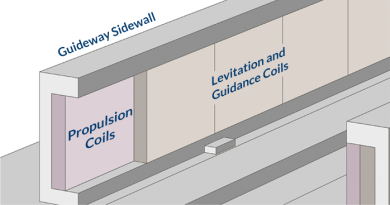 Guideway Sidewall
Levitation and
Guidance Coils
Propulsion
Coils